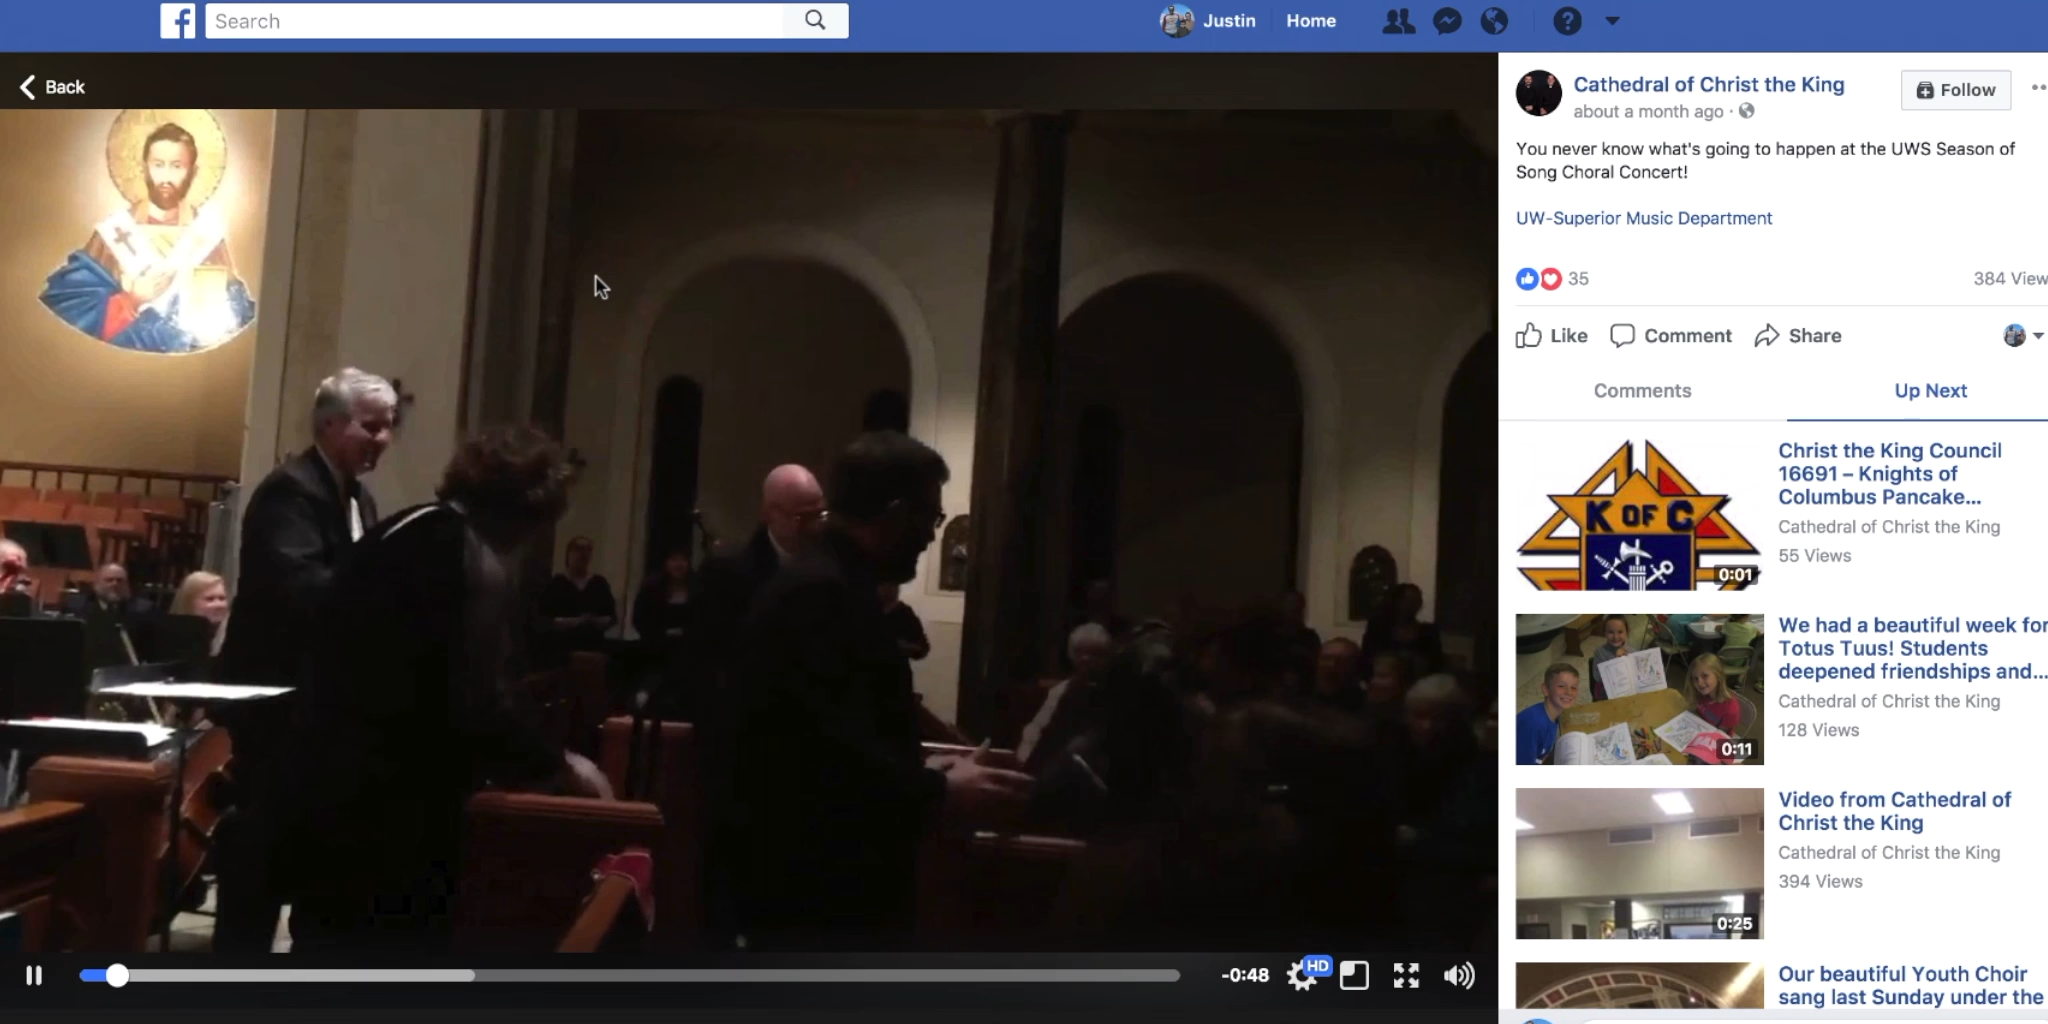 f
Search
Justin
Home
Back
Cathedral of Christ the King
about a month ago ·
Follow
You never know what's going to happen at the UWS Season of
Song Choral Concert!
UW-Superior Music Department
35
384 View
Like
Comment
Share
Comments
Up Next
K OF C
0:01
Christ the King Council
16691 – Knights of
Columbus Pancake...
Cathedral of Christ the King
55 Views
0:11
We had a beautiful week for
Totus Tuus! Students
deepened friendships and...
Cathedral of Christ the King
128 Views
0:25
Video from Cathedral of
Christ the King
Cathedral of Christ the King
394 Views
Our beautiful Youth Choir
sang last Sunday under the
-0:48
HD